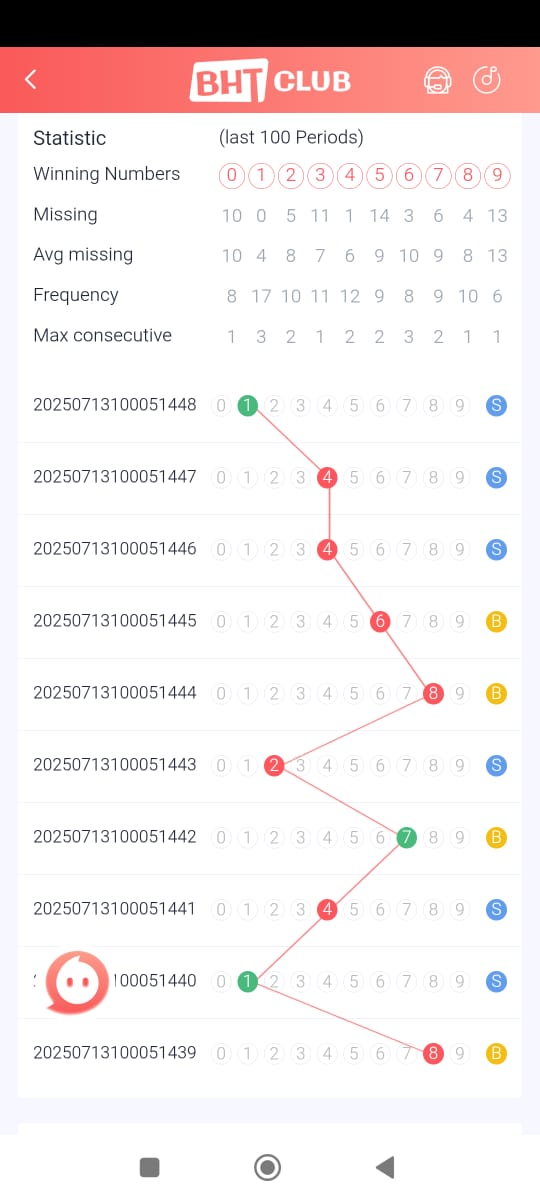 BHT CLUB
Statistic (last 100 Periods)
Winning Numbers 0 1 2 3 4 5 6 7 8 9
Missing 10 0 5 11 1 14 3 6 4 13
Avg missing 10 4 8 7 6 9 10 9 8 13
Frequency 8 17 10 11 12 9 8 9 10 6
Max consecutive 1 3 2 1 2 2 3 2 1 1
20250713100051448 0 1 2 3 4 5 6 7 8 9 S
20250713100051447 0 1 2 3 4 5 6 7 8 9 S
20250713100051446 0 1 2 3 4 5 6 7 8 9 S
20250713100051445 0 1 2 3 4 5 6 7 8 9 B
20250713100051444 0 1 2 3 4 5 6 7 8 9 B
20250713100051443 0 1 2 3 4 5 6 7 8 9 S
20250713100051442 0 1 2 3 4 5 6 7 8 9 B
20250713100051441 0 1 2 3 4 5 6 7 8 9 S
100051440 0 1 2 3 4 5 6 7 8 9 S
20250713100051439 0 1 2 3 4 5 6 7 8 9 B